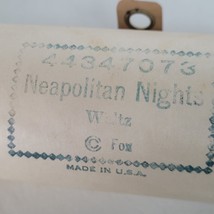 44347073
Neapolitan Nights
Waltz
© Fox
MADE IN U.S.A.